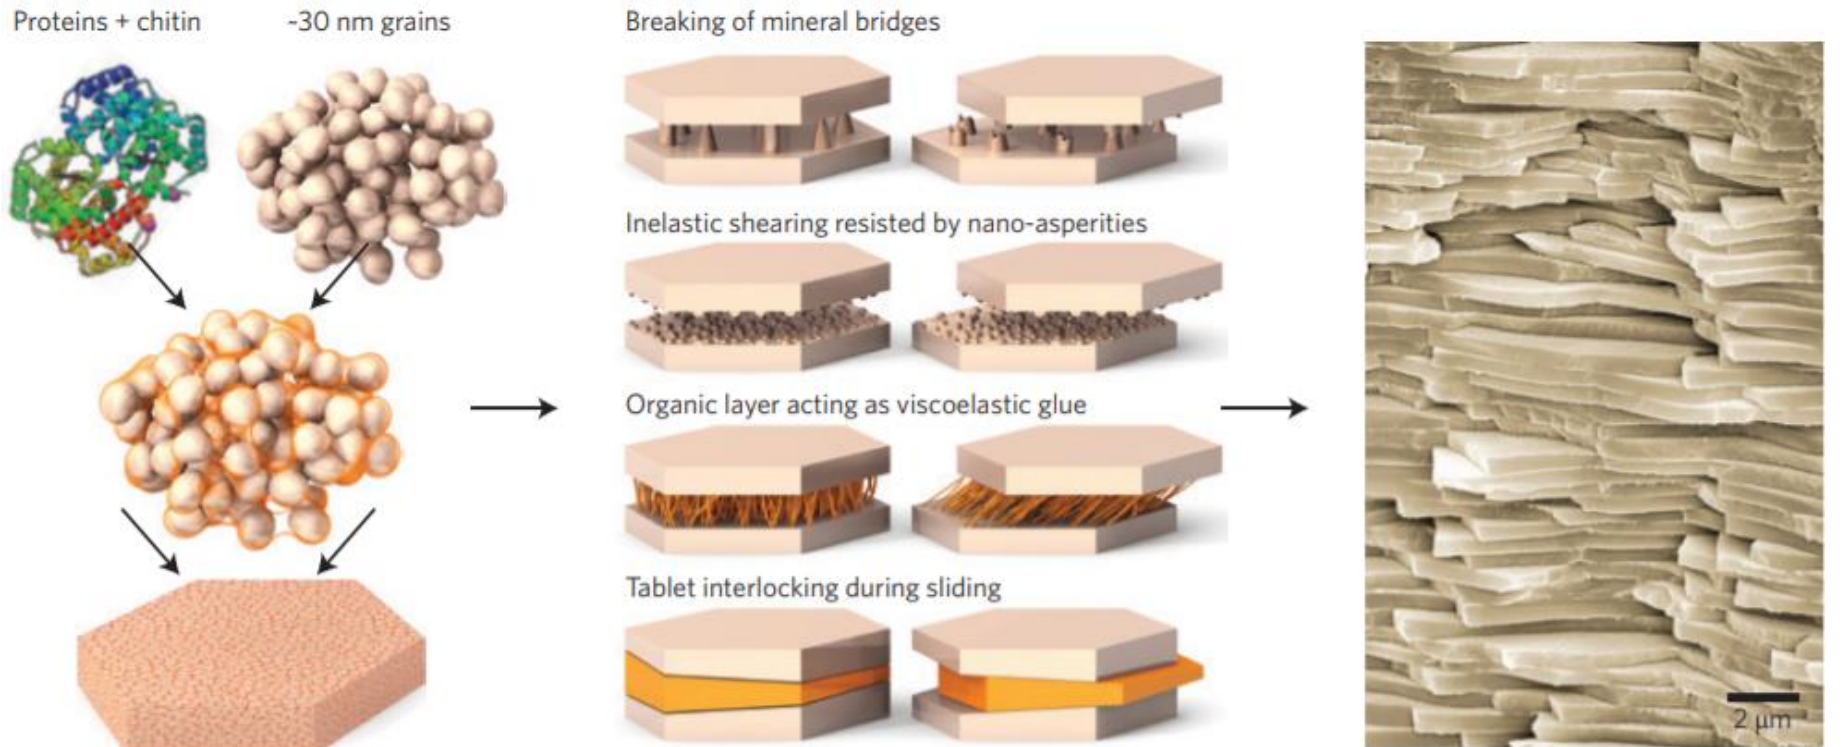 Proteins + chitin
~30 nm grains
Breaking of mineral bridges
Inelastic shearing resisted by nano-asperities
Organic layer acting as viscoelastic glue
Tablet interlocking during sliding
2 μm